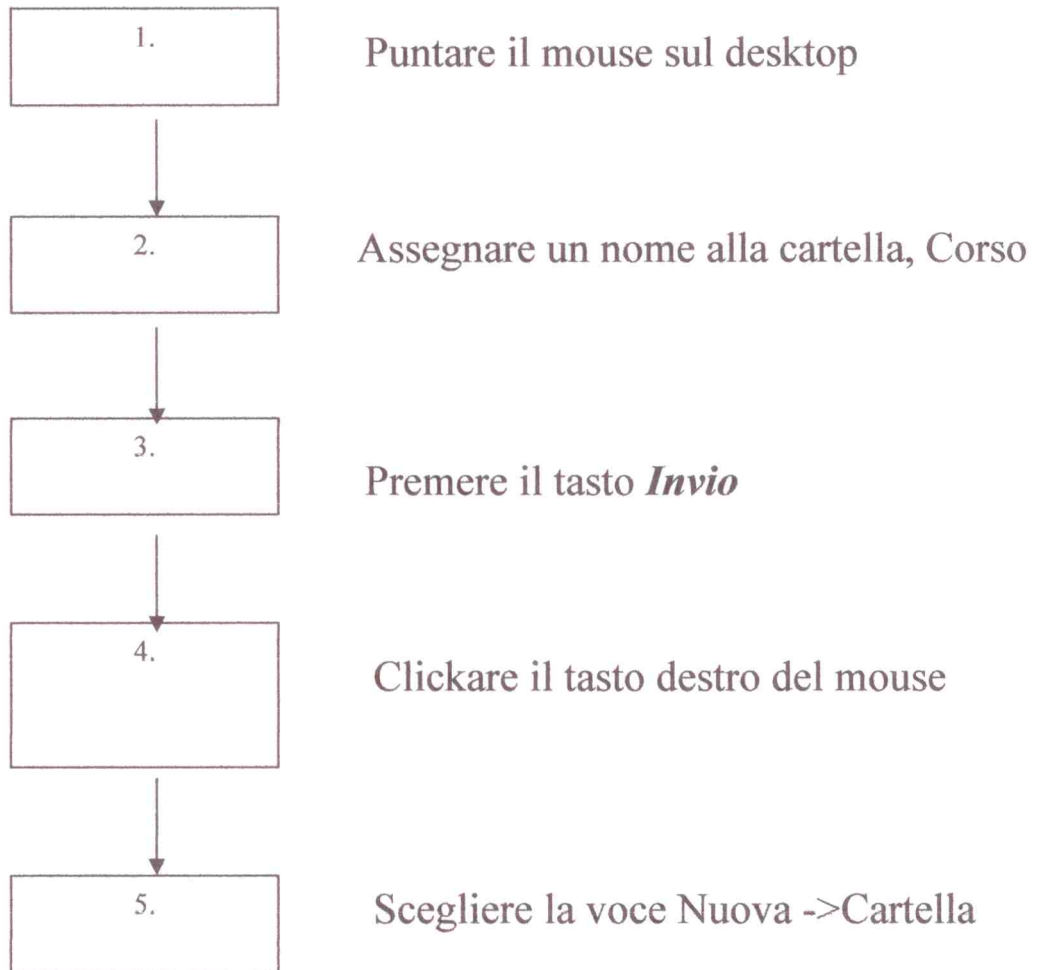 1.
Puntare il mouse sul desktop
2.
Assegnare un nome alla cartella, Corso
3.
Premere il tasto Invio
4.
Clickare il tasto destro del mouse
5.
Scegliere la voce Nuova ->Cartella